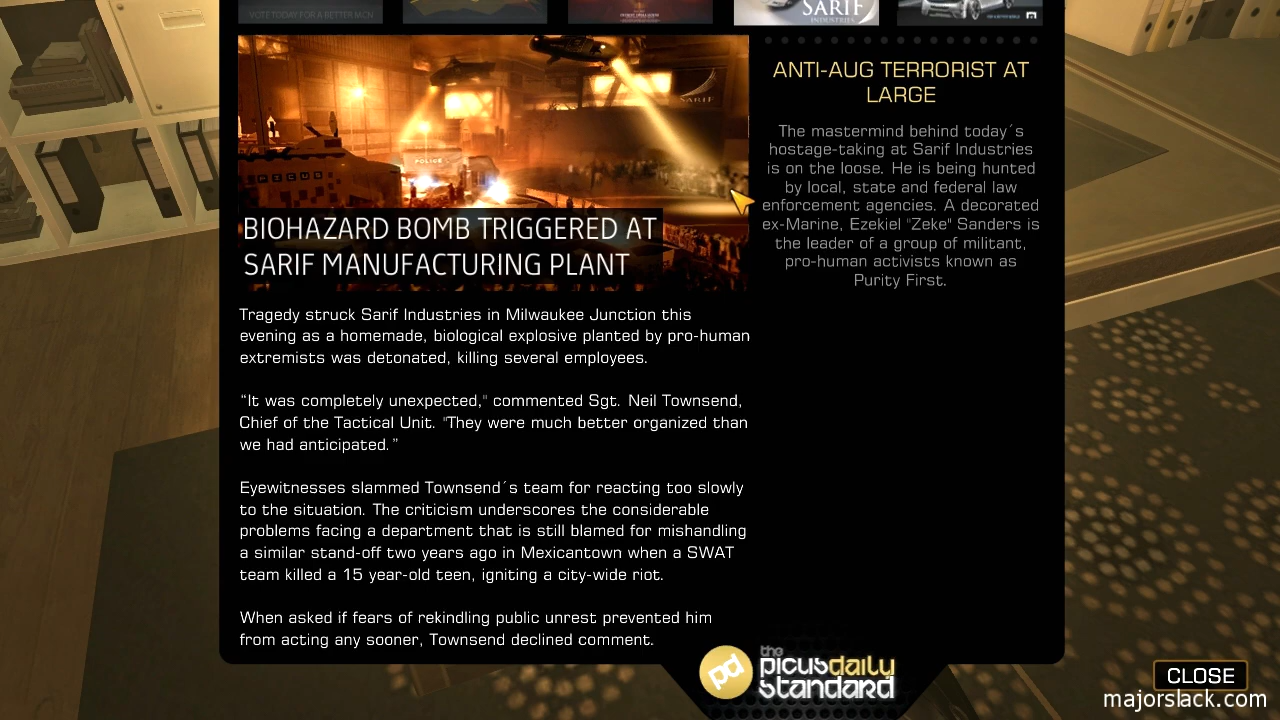 VOTE TODAY FOR A BETTER MCN
SARIF
INDUSTRIES
SARIF
POLICE
PICUS
BIOHAZARD BOMB TRIGGERED AT
SARIF MANUFACTURING PLANT
Tragedy struck Sarif Industries in Milwaukee Junction this
evening as a homemade, biological explosive planted by pro-human
extremists was detonated, killing several employees.
“It was completely unexpected," commented Sgt. Neil Townsend,
Chief of the Tactical Unit. "They were much better organized than
we had anticipated.”
Eyewitnesses slammed Townsend´s team for reacting too slowly
to the situation. The criticism underscores the considerable
problems facing a department that is still blamed for mishandling
a similar stand-off two years ago in Mexicantown when a SWAT
team killed a 15 year-old teen, igniting a city-wide riot.
When asked if fears of rekindling public unrest prevented him
from acting any sooner, Townsend declined comment.
ANTI-AUG TERRORIST AT
LARGE
The mastermind behind today´s
hostage-taking at Sarif Industries
is on the loose. He is being hunted
by local, state and federal law
enforcement agencies. A decorated
ex-Marine, Ezekiel "Zeke" Sanders is
the leader of a group of militant,
pro-human activists known as
Purity First.
pd
the
picusdaily
standard
CLOSE
majorslack.com